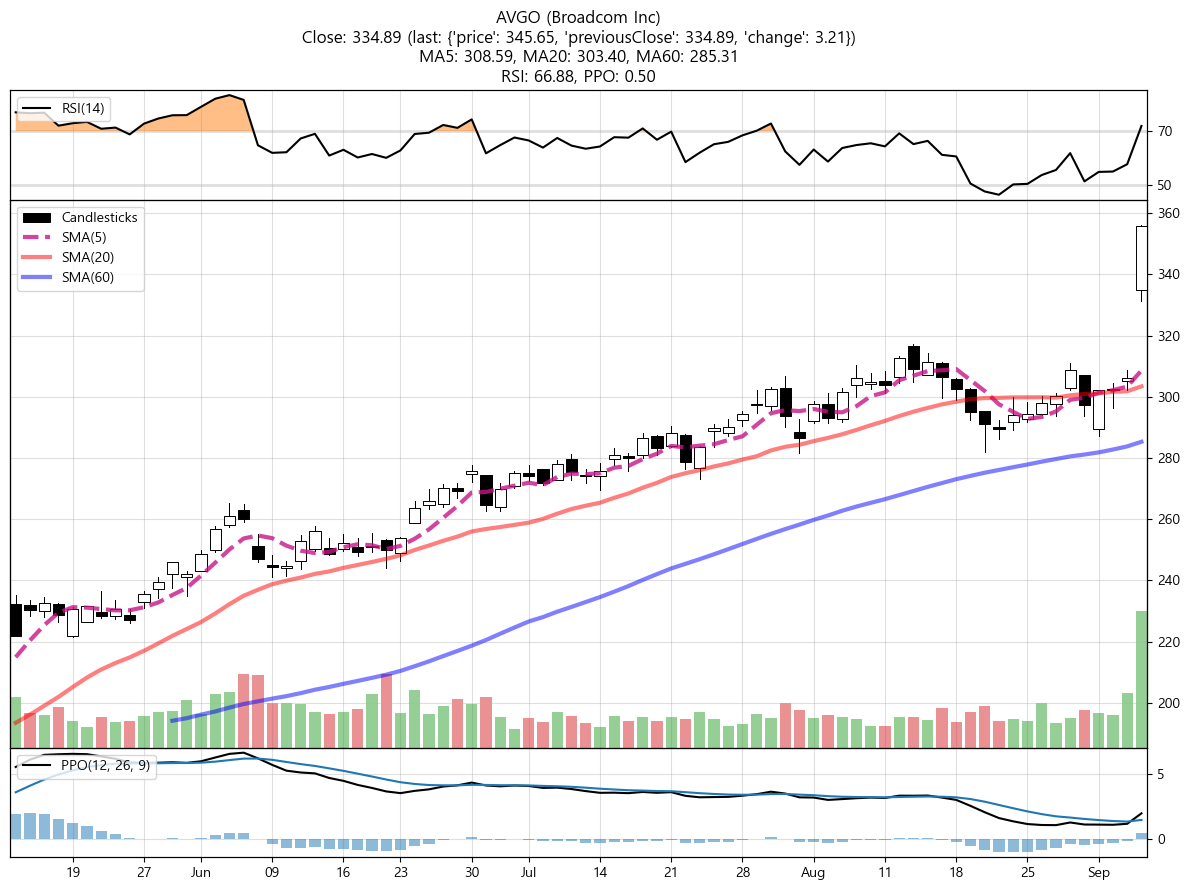 AVGO (Broadcom Inc)
Close: 334.89 (last: {'price': 345.65, 'previousClose': 334.89, 'change': 3.21})
MA5: 308.59, MA20: 303.40, MA60: 285.31
RSI: 66.88, PPO: 0.50
RSI(14)
70
50
Candlesticks
SMA(5)
SMA(20)
SMA(60)
360
340
320
300
280
260
240
220
200
PPO(12, 26, 9)
5
0
19 27 Jun 09 16 23 30 Jul 14 21 28 Aug 11 18 25 Sep